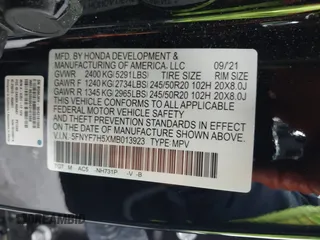 MFD. BY HONDA DEVELOPMENT &
MANUFACTURING OF AMERICA, LLC 09/21
GVWR 2400 KG(5291LBS) TIRE SIZE RIM SIZE
GAWR F 1240 KG(2734LBS) 245/50R20 102H 20X8.0J
GAWR R 1345 KG(2965LBS) 245/50R20 102H 20X8.0J
THIS VEHICLE CONFORMS TO ALL APPLICABLE
FEDERAL MOTOR VEHICLE SAFETY AND THEFT
PREVENTION STANDARDS IN EFFECT ON THE DATE OF
MANUFACTURE SHOWN ABOVE.
V.I.N. 5FNYF7H5XMB013923 TYPE: MPV
M AC5 NH731P -V -B